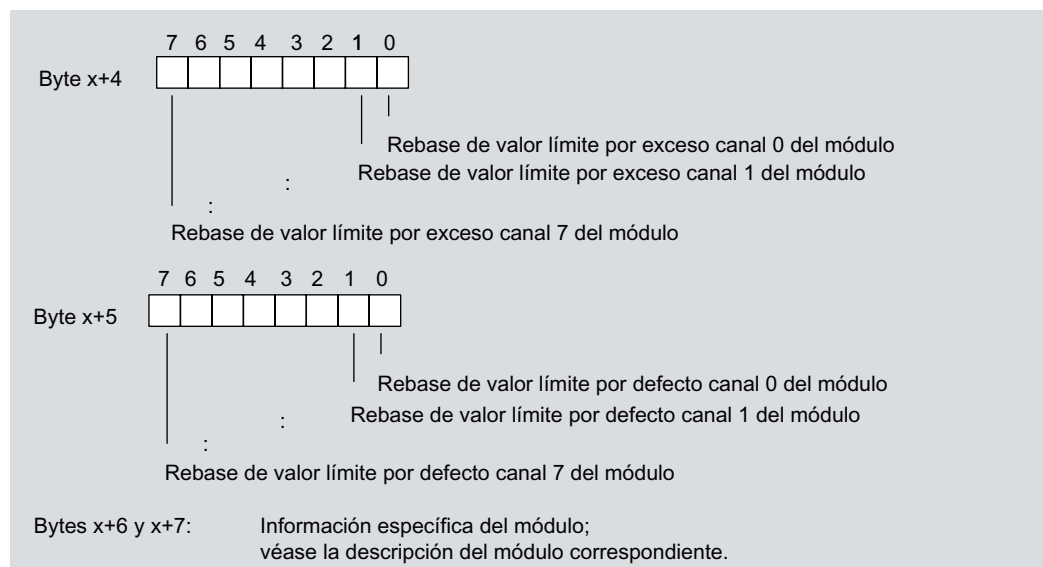 7 6 5 4 3 2 1 0
Byte x+4
Rebase de valor límite por exceso canal 0 del módulo
Rebase de valor límite por exceso canal 1 del módulo
:
:
Rebase de valor límite por exceso canal 7 del módulo
7 6 5 4 3 2 1 0
Byte x+5
Rebase de valor límite por defecto canal 0 del módulo
Rebase de valor límite por defecto canal 1 del módulo
:
:
Rebase de valor límite por defecto canal 7 del módulo
Bytes x+6 y x+7: Información específica del módulo;
véase la descripción del módulo correspondiente.